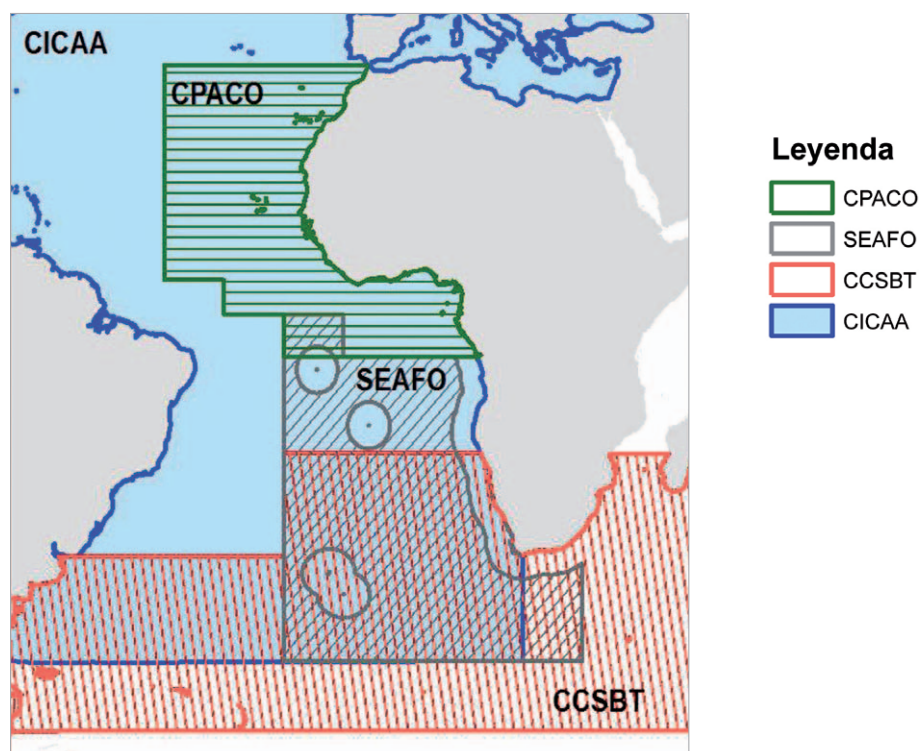 CICAA
CPACO
SEAFO
CCSBT
Leyenda
CPACO
SEAFO
CCSBT
CICAA